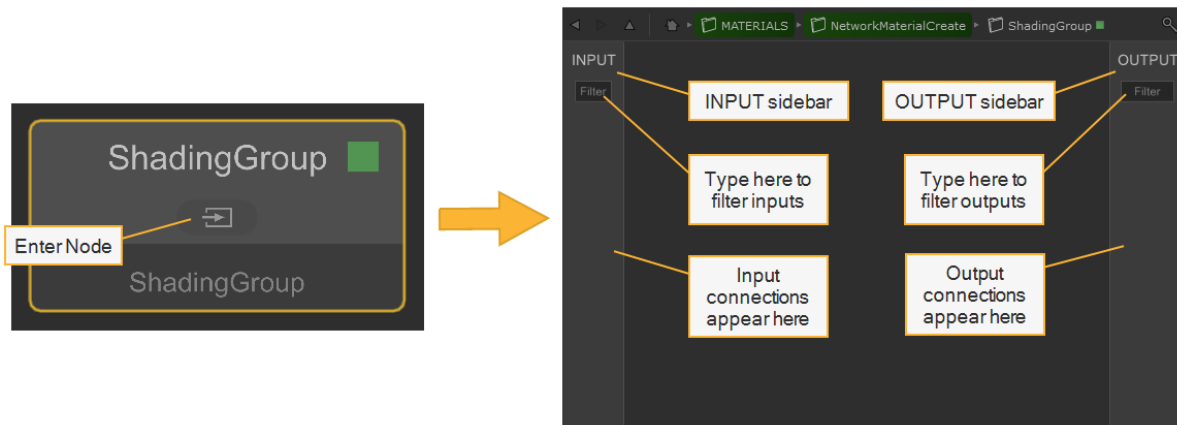 ShadingGroup
Enter Node
ShadingGroup
MATERIALS NetworkMaterialCreate ShadingGroup
INPUT
OUTPUT
Filter
Filter
INPUT sidebar
OUTPUT sidebar
Type here to
filter inputs
Type here to
filter outputs
Input
connections
appear here
Output
connections
appear here